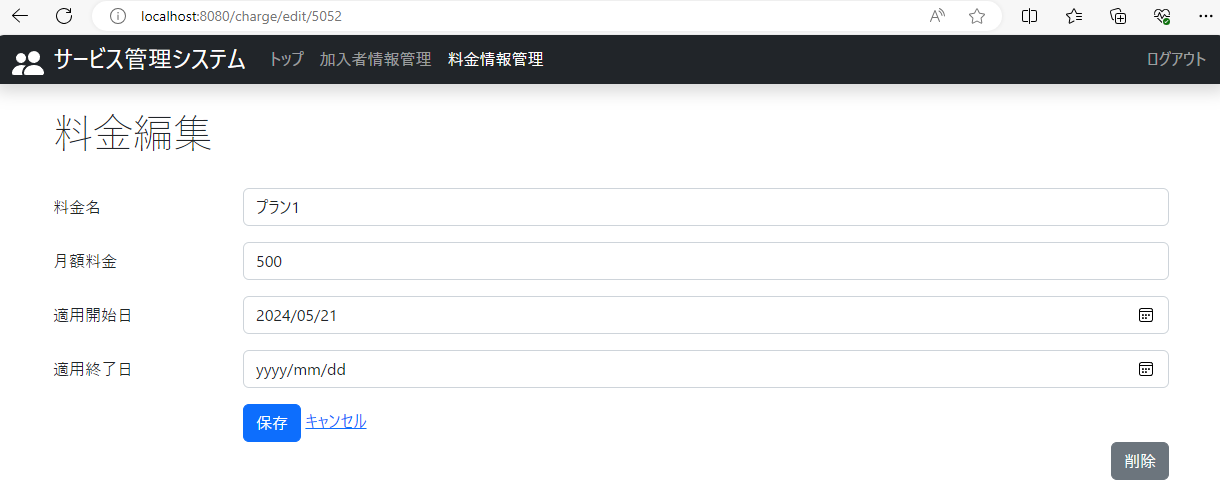 localhost:8080/charge/edit/5052
サービス管理システム トップ 加入者情報管理 料金情報管理 ログアウト
料金編集
料金名 プラン1
月額料金 500
適用開始日 2024/05/21
適用終了日 yyyy/mm/dd
保存 キャンセル
削除